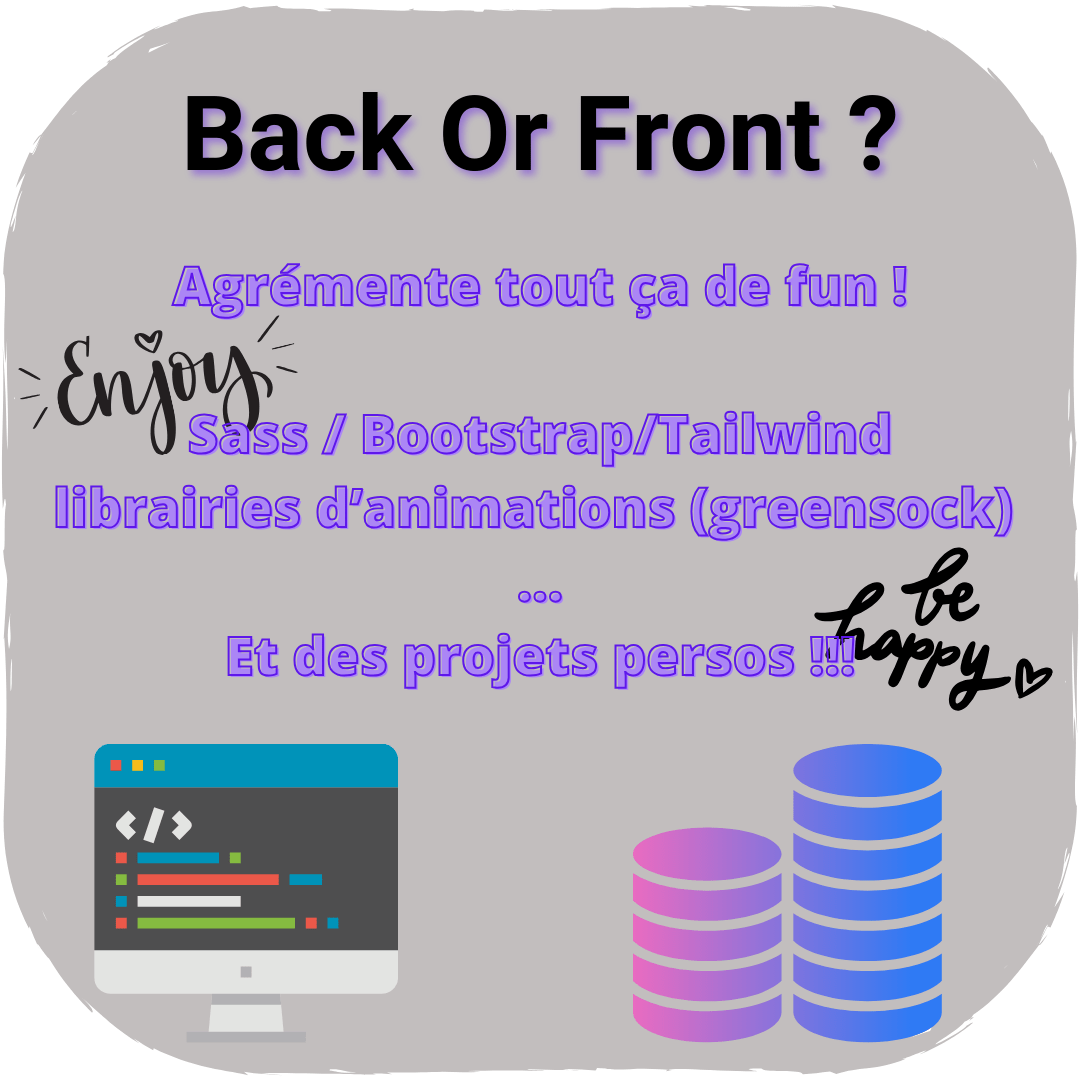 Back Or Front ?
Agrémente tout ça de fun !
Enjoy
Sass / Bootstrap/Tailwind
librairies d’animations (greensock)
...
be
happy
Et des projets persos !!!
</>